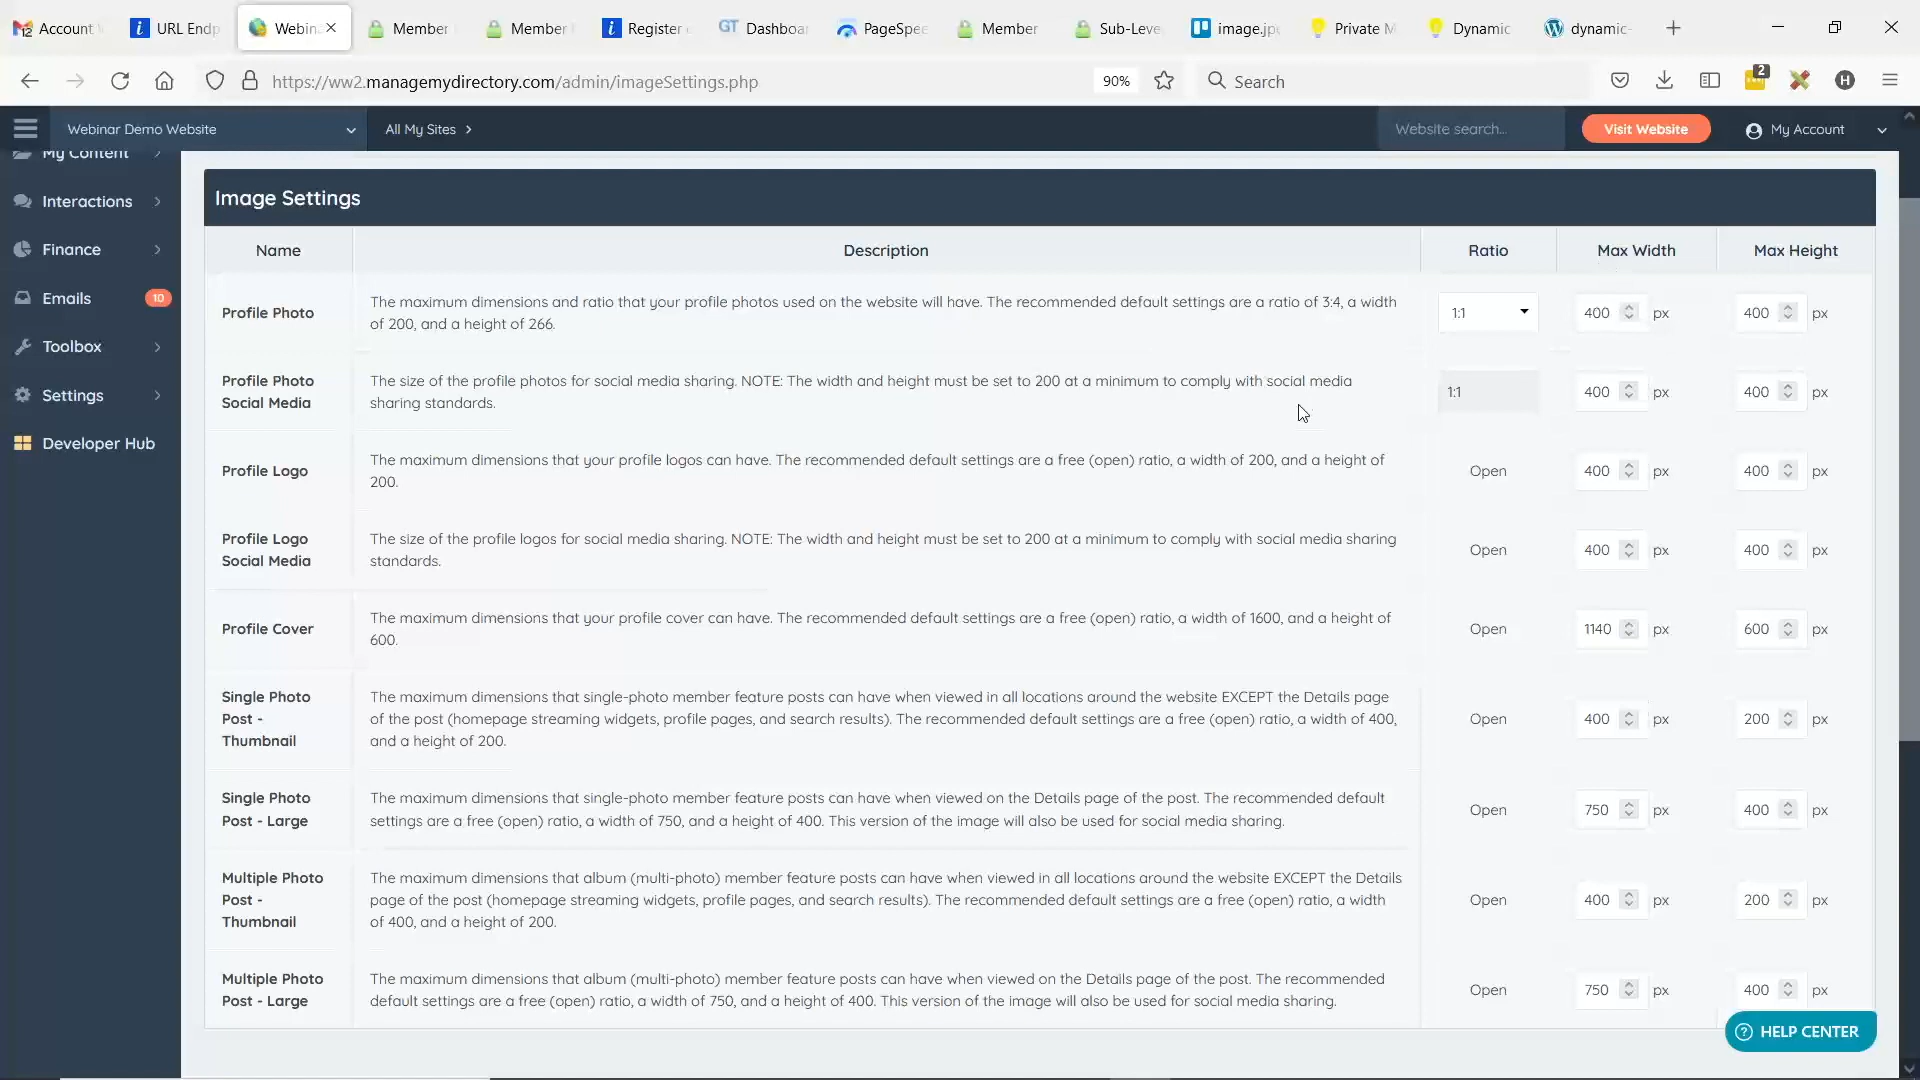 Account
URL Endp
Webin
Member
Member
Register
Dashboar
PageSpee
Member
Sub-Leve
image.jpg
Private M
Dynamic
dynamic-
https://ww2.managemydirectory.com/admin/imageSettings.php
90%
Search
2
H
Webinar Demo Website
All My Sites
Website search...
Visit Website
My Account
My Content
Interactions
Finance
Emails
10
Toolbox
Settings
Developer Hub
Image Settings
Name
Description
Ratio
Max Width
Max Height
Profile Photo
The maximum dimensions and ratio that your profile photos used on the website will have. The recommended default settings are a ratio of 3:4, a width
of 200, and a height of 266.
1:1
400 px
400 px
Profile Photo
Social Media
The size of the profile photos for social media sharing. NOTE: The width and height must be set to 200 at a minimum to comply with social media
sharing standards.
1:1
400 px
400 px
Profile Logo
The maximum dimensions that your profile logos can have. The recommended default settings are a free (open) ratio, a width of 200, and a height of
200.
Open
400 px
400 px
Profile Logo
Social Media
The size of the profile logos for social media sharing. NOTE: The width and height must be set to 200 at a minimum to comply with social media sharing
standards.
Open
400 px
400 px
Profile Cover
The maximum dimensions that your profile cover can have. The recommended default settings are a free (open) ratio, a width of 1600, and a height of
600.
Open
1140 px
600 px
Single Photo
Post -
Thumbnail
The maximum dimensions that single-photo member feature posts can have when viewed in all locations around the website EXCEPT the Details page
of the post (homepage streaming widgets, profile pages, and search results). The recommended default settings are a free (open) ratio, a width of 400,
and a height of 200.
Open
400 px
200 px
Single Photo
Post - Large
The maximum dimensions that single-photo member feature posts can have when viewed on the Details page of the post. The recommended default
settings are a free (open) ratio, a width of 750, and a height of 400. This version of the image will also be used for social media sharing.
Open
750 px
400 px
Multiple Photo
Post -
Thumbnail
The maximum dimensions that album (multi-photo) member feature posts can have when viewed in all locations around the website EXCEPT the Details
page of the post (homepage streaming widgets, profile pages, and search results). The recommended default settings are a free (open) ratio, a width
of 400, and a height of 200.
Open
400 px
200 px
Multiple Photo
Post - Large
The maximum dimensions that album (multi-photo) member feature posts can have when viewed on the Details page of the post. The recommended
default settings are a free (open) ratio, a width of 750, and a height of 400. This version of the image will also be used for social media sharing.
Open
750 px
400 px
HELP CENTER